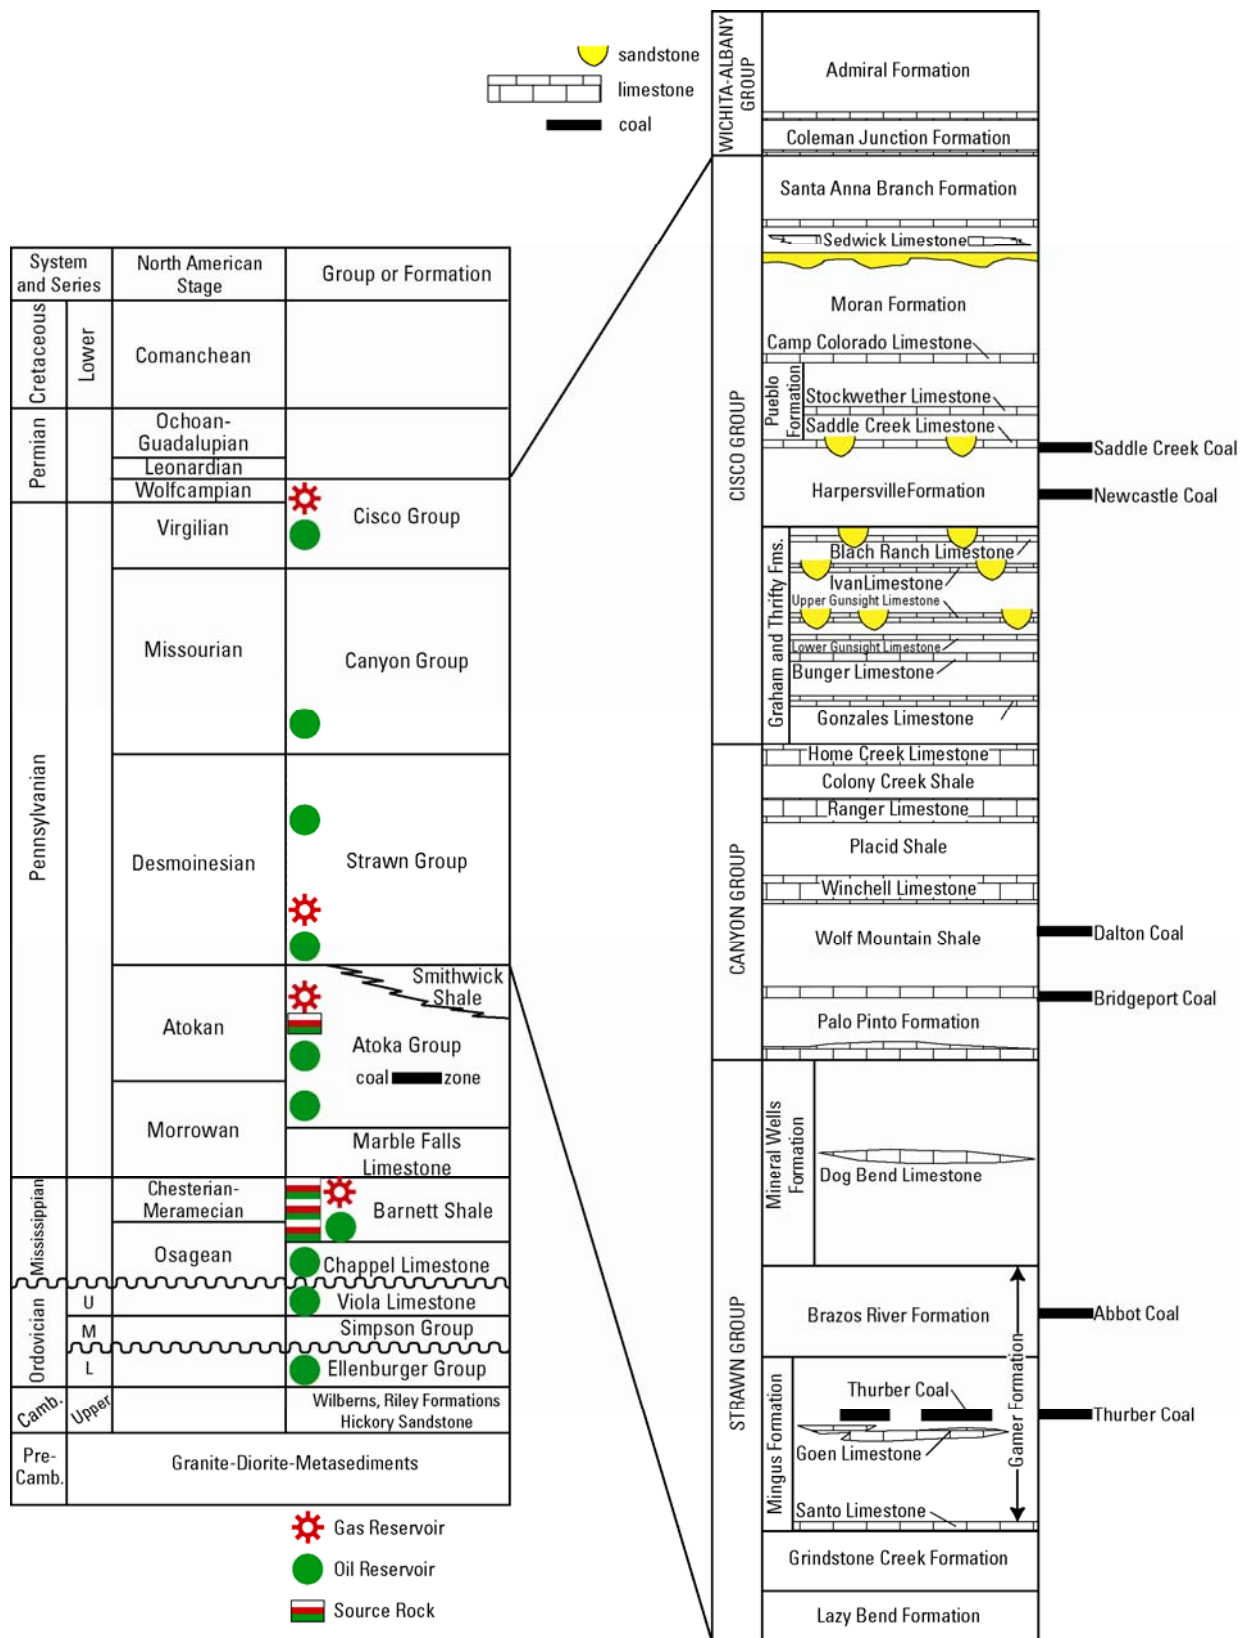 sandstone
limestone
coal
System
and Series
North American
Stage
Group or Formation
Cretaceous
Lower
Comanchean
Permian
Ochoan-
Guadalupian
Leonardian
Wolfcampian
Virgilian
Cisco Group
Pennsylvanian
Missourian
Canyon Group
Desmoinesian
Strawn Group
Smithwick
Shale
Atokan
Atoka Group
coal
zone
Morrowan
Marble Falls
Limestone
Mississippian
Chesterian-
Meramecian
Barnett Shale
Osagean
Chappel Limestone
Ordovician
U
Viola Limestone
M
Simpson Group
L
Ellenburger Group
Camb.
Upper
Wilberns, Riley Formations
Hickory Sandstone
Pre-
Camb.
Granite-Diorite-Metasediments
Gas Reservoir
Oil Reservoir
Source Rock
WICHITA-ALBANY
GROUP
Admiral Formation
Coleman Junction Formation
CISCO GROUP
Santa Anna Branch Formation
Sedwick Limestone
Moran Formation
Camp Colorado Limestone
Pueblo
Formation
Stockwether Limestone
Saddle Creek Limestone
Saddle Creek Coal
Harpersville Formation
Newcastle Coal
Graham and Thrifty Fms.
Blach Ranch Limestone
Ivan Limestone
Upper Gunsight Limestone
Lower Gunsight Limestone
Bunger Limestone
Gonzales Limestone
CANYON GROUP
Home Creek Limestone
Colony Creek Shale
Ranger Limestone
Placid Shale
Winchell Limestone
Wolf Mountain Shale
Dalton Coal
Bridgeport Coal
Palo Pinto Formation
STRAWN GROUP
Mineral Wells
Formation
Dog Bend Limestone
Brazos River Formation
Abbot Coal
Garner Formation
Mingus Formation
Thurber Coal
Thurber Coal
Goen Limestone
Santo Limestone
Grindstone Creek Formation
Lazy Bend Formation